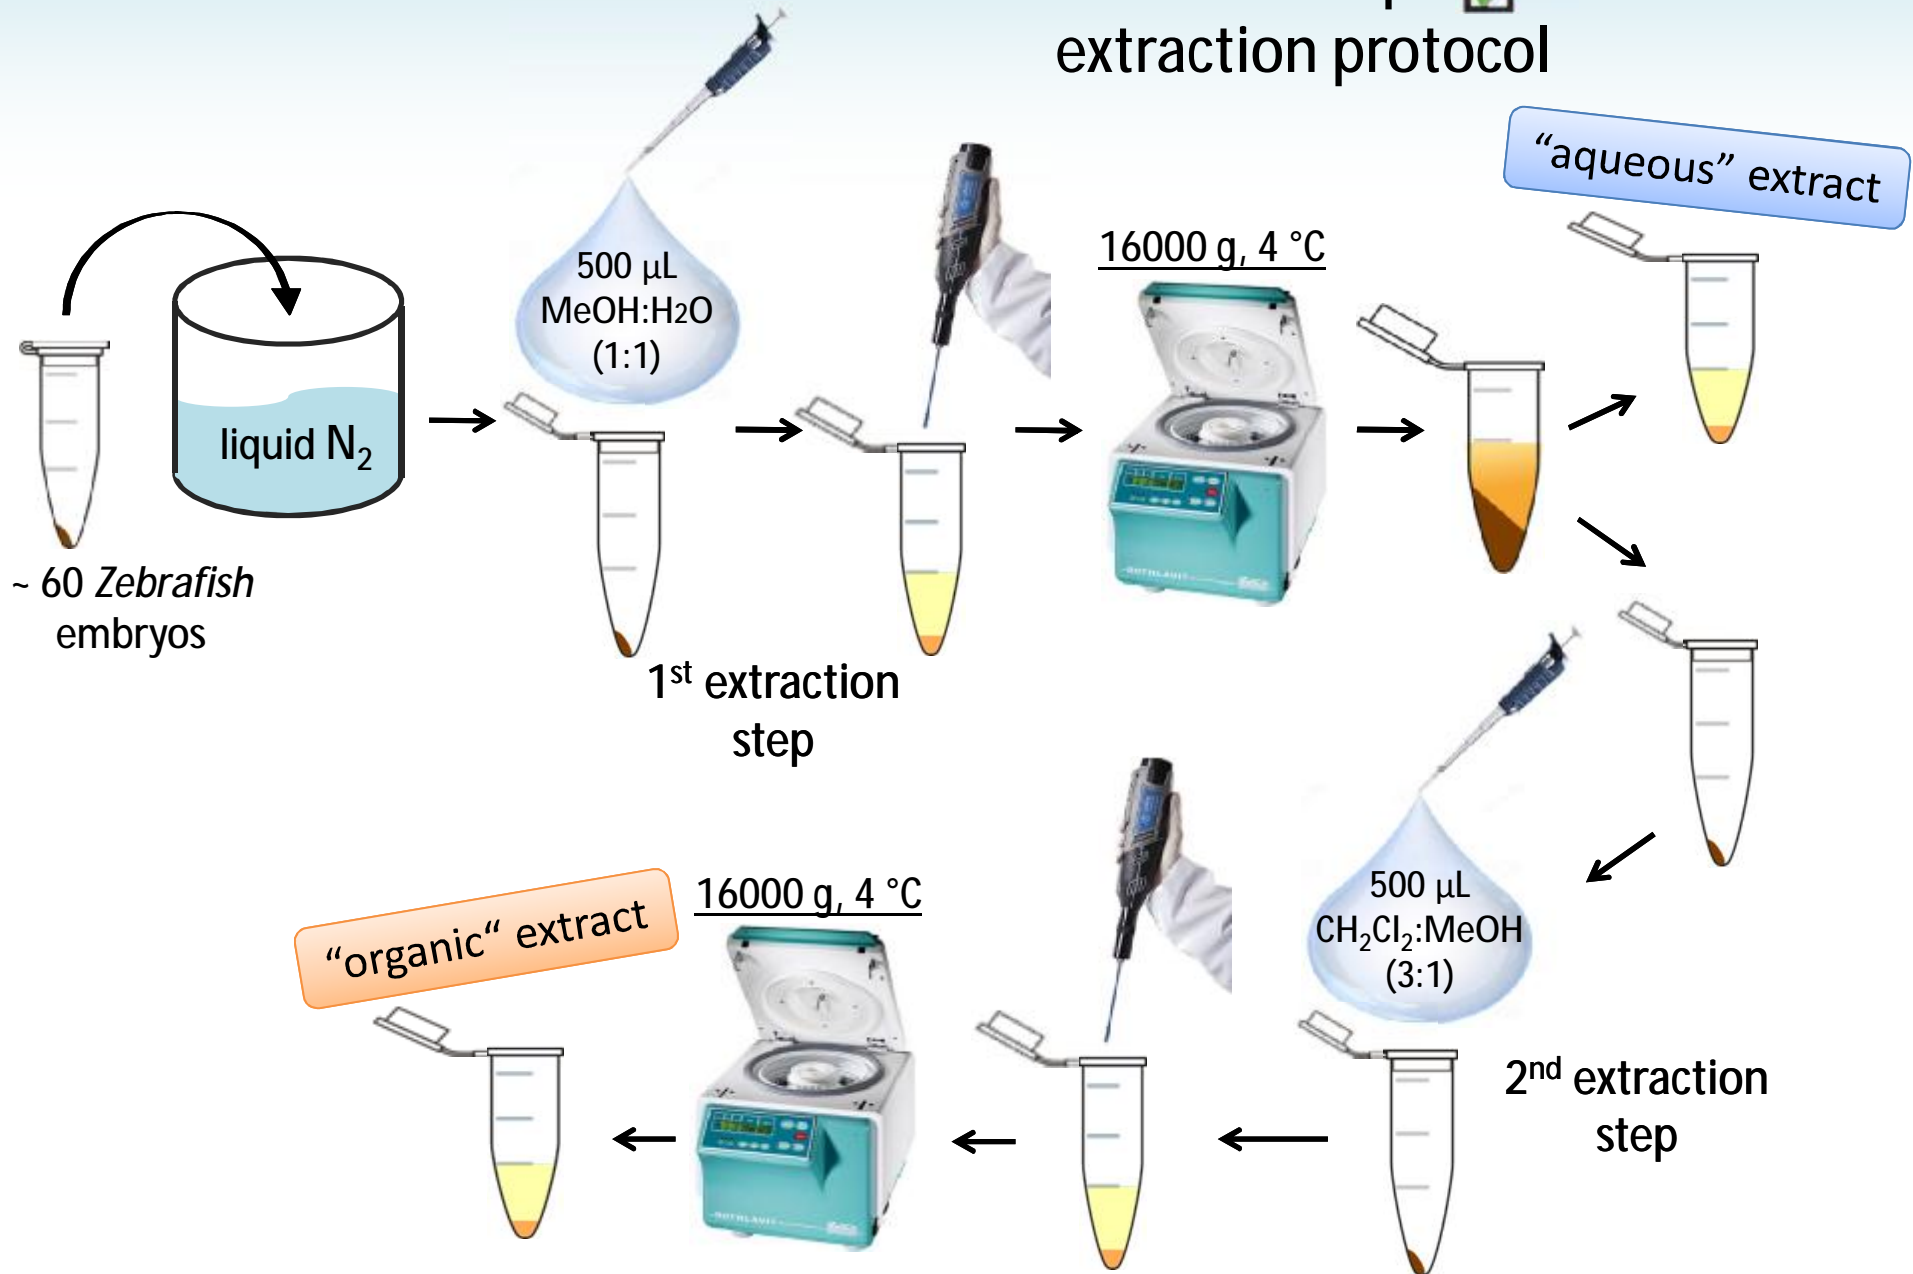 extraction protocol
"aqueous" extract
500 µL
MeOH:H2O
(1:1)
16000 g, 4 °C
liquid N₂
~ 60 Zebrafish
embryos
1st extraction
step
500 µL
CH₂Cl₂:MeOH
(3:1)
16000 g, 4 °C
"organic“ extract
2nd extraction
step